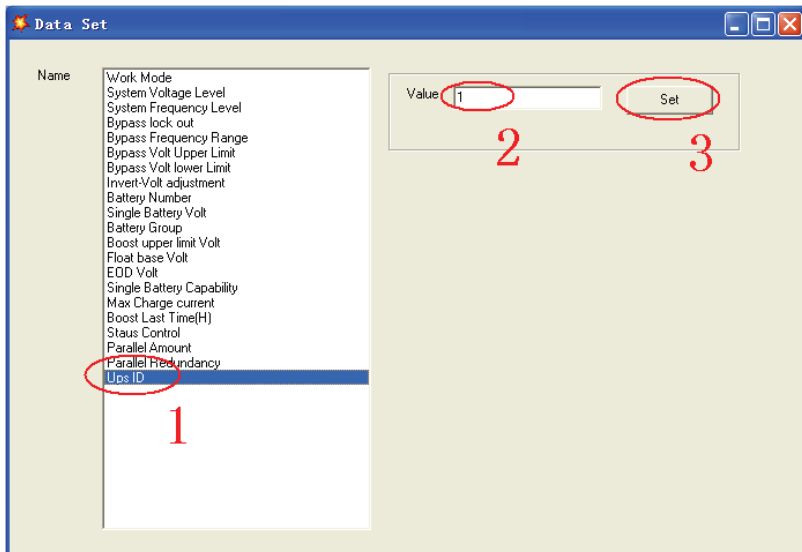 Data Set
Name
Work Mode
System Voltage Level
System Frequency Level
Bypass lock out
Bypass Frequency Range
Bypass Volt Upper Limit
Bypass Volt lower Limit
Invert-Volt adjustment
Battery Number
Single Battery Volt
Battery Group
Boost upper limit Volt
Float base Volt
EOD Volt
Single Battery Capability
Max Charge current
Boost Last Time(H)
Staus Control
Parallel Amount
Parallel Redundancy
Ups ID
1
Value 1 Set
2 3